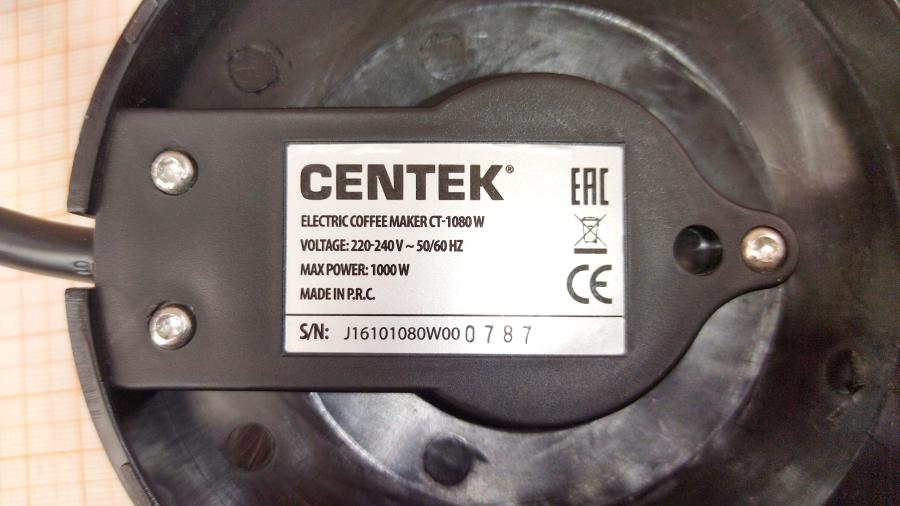 CENTEK®
ELECTRIC COFFEE MAKER CT-1080 W
VOLTAGE: 220-240 V ~ 50/60 HZ
MAX POWER: 1000 W
MADE IN P.R.C.
S/N: J16101080W000787
EAC
CE